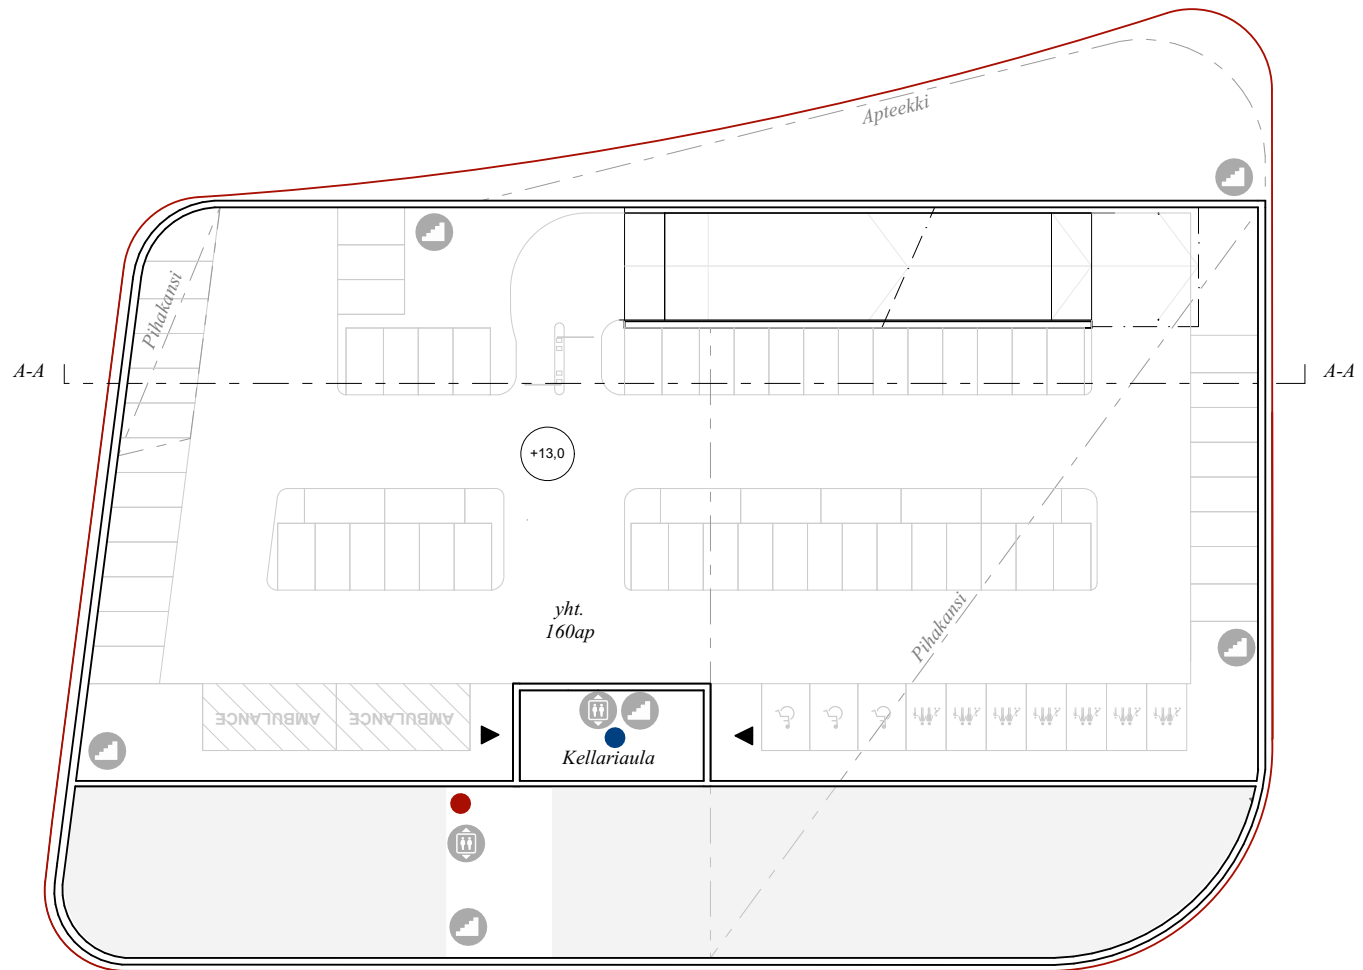 Apteekki
Pihakansi
A-A
A-A
+13,0
yht.
160ap
Pihakansi
AMBULANCE
AMBULANCE
Kellariaula